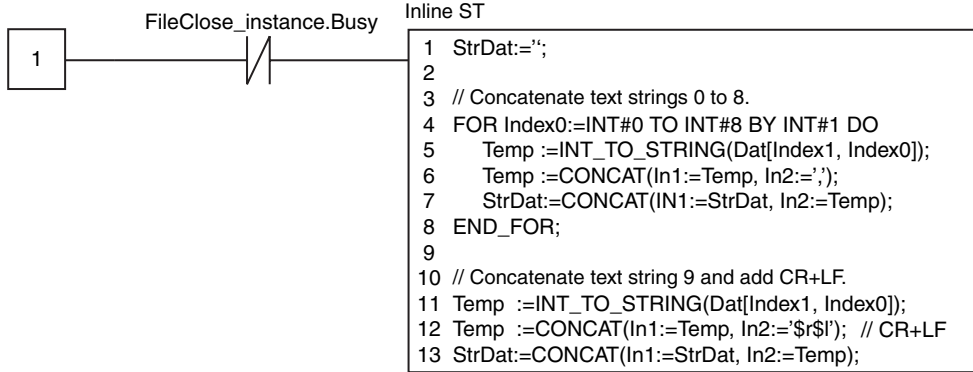 FileClose_instance.Busy
Inline ST
1
1 StrDat:='‘;
2
3 // Concatenate text strings 0 to 8.
4 FOR Index0:=INT#0 TO INT#8 BY INT#1 DO
5 Temp :=INT_TO_STRING(Dat[Index1, Index0]);
6 Temp :=CONCAT(In1:=Temp, In2:=',');
7 StrDat:=CONCAT(IN1:=StrDat, In2:=Temp);
8 END_FOR;
9
10 // Concatenate text string 9 and add CR+LF.
11 Temp :=INT_TO_STRING(Dat[Index1, Index0]);
12 Temp :=CONCAT(In1:=Temp, In2:='$r$l'); // CR+LF
13 StrDat:=CONCAT(In1:=StrDat, In2:=Temp);